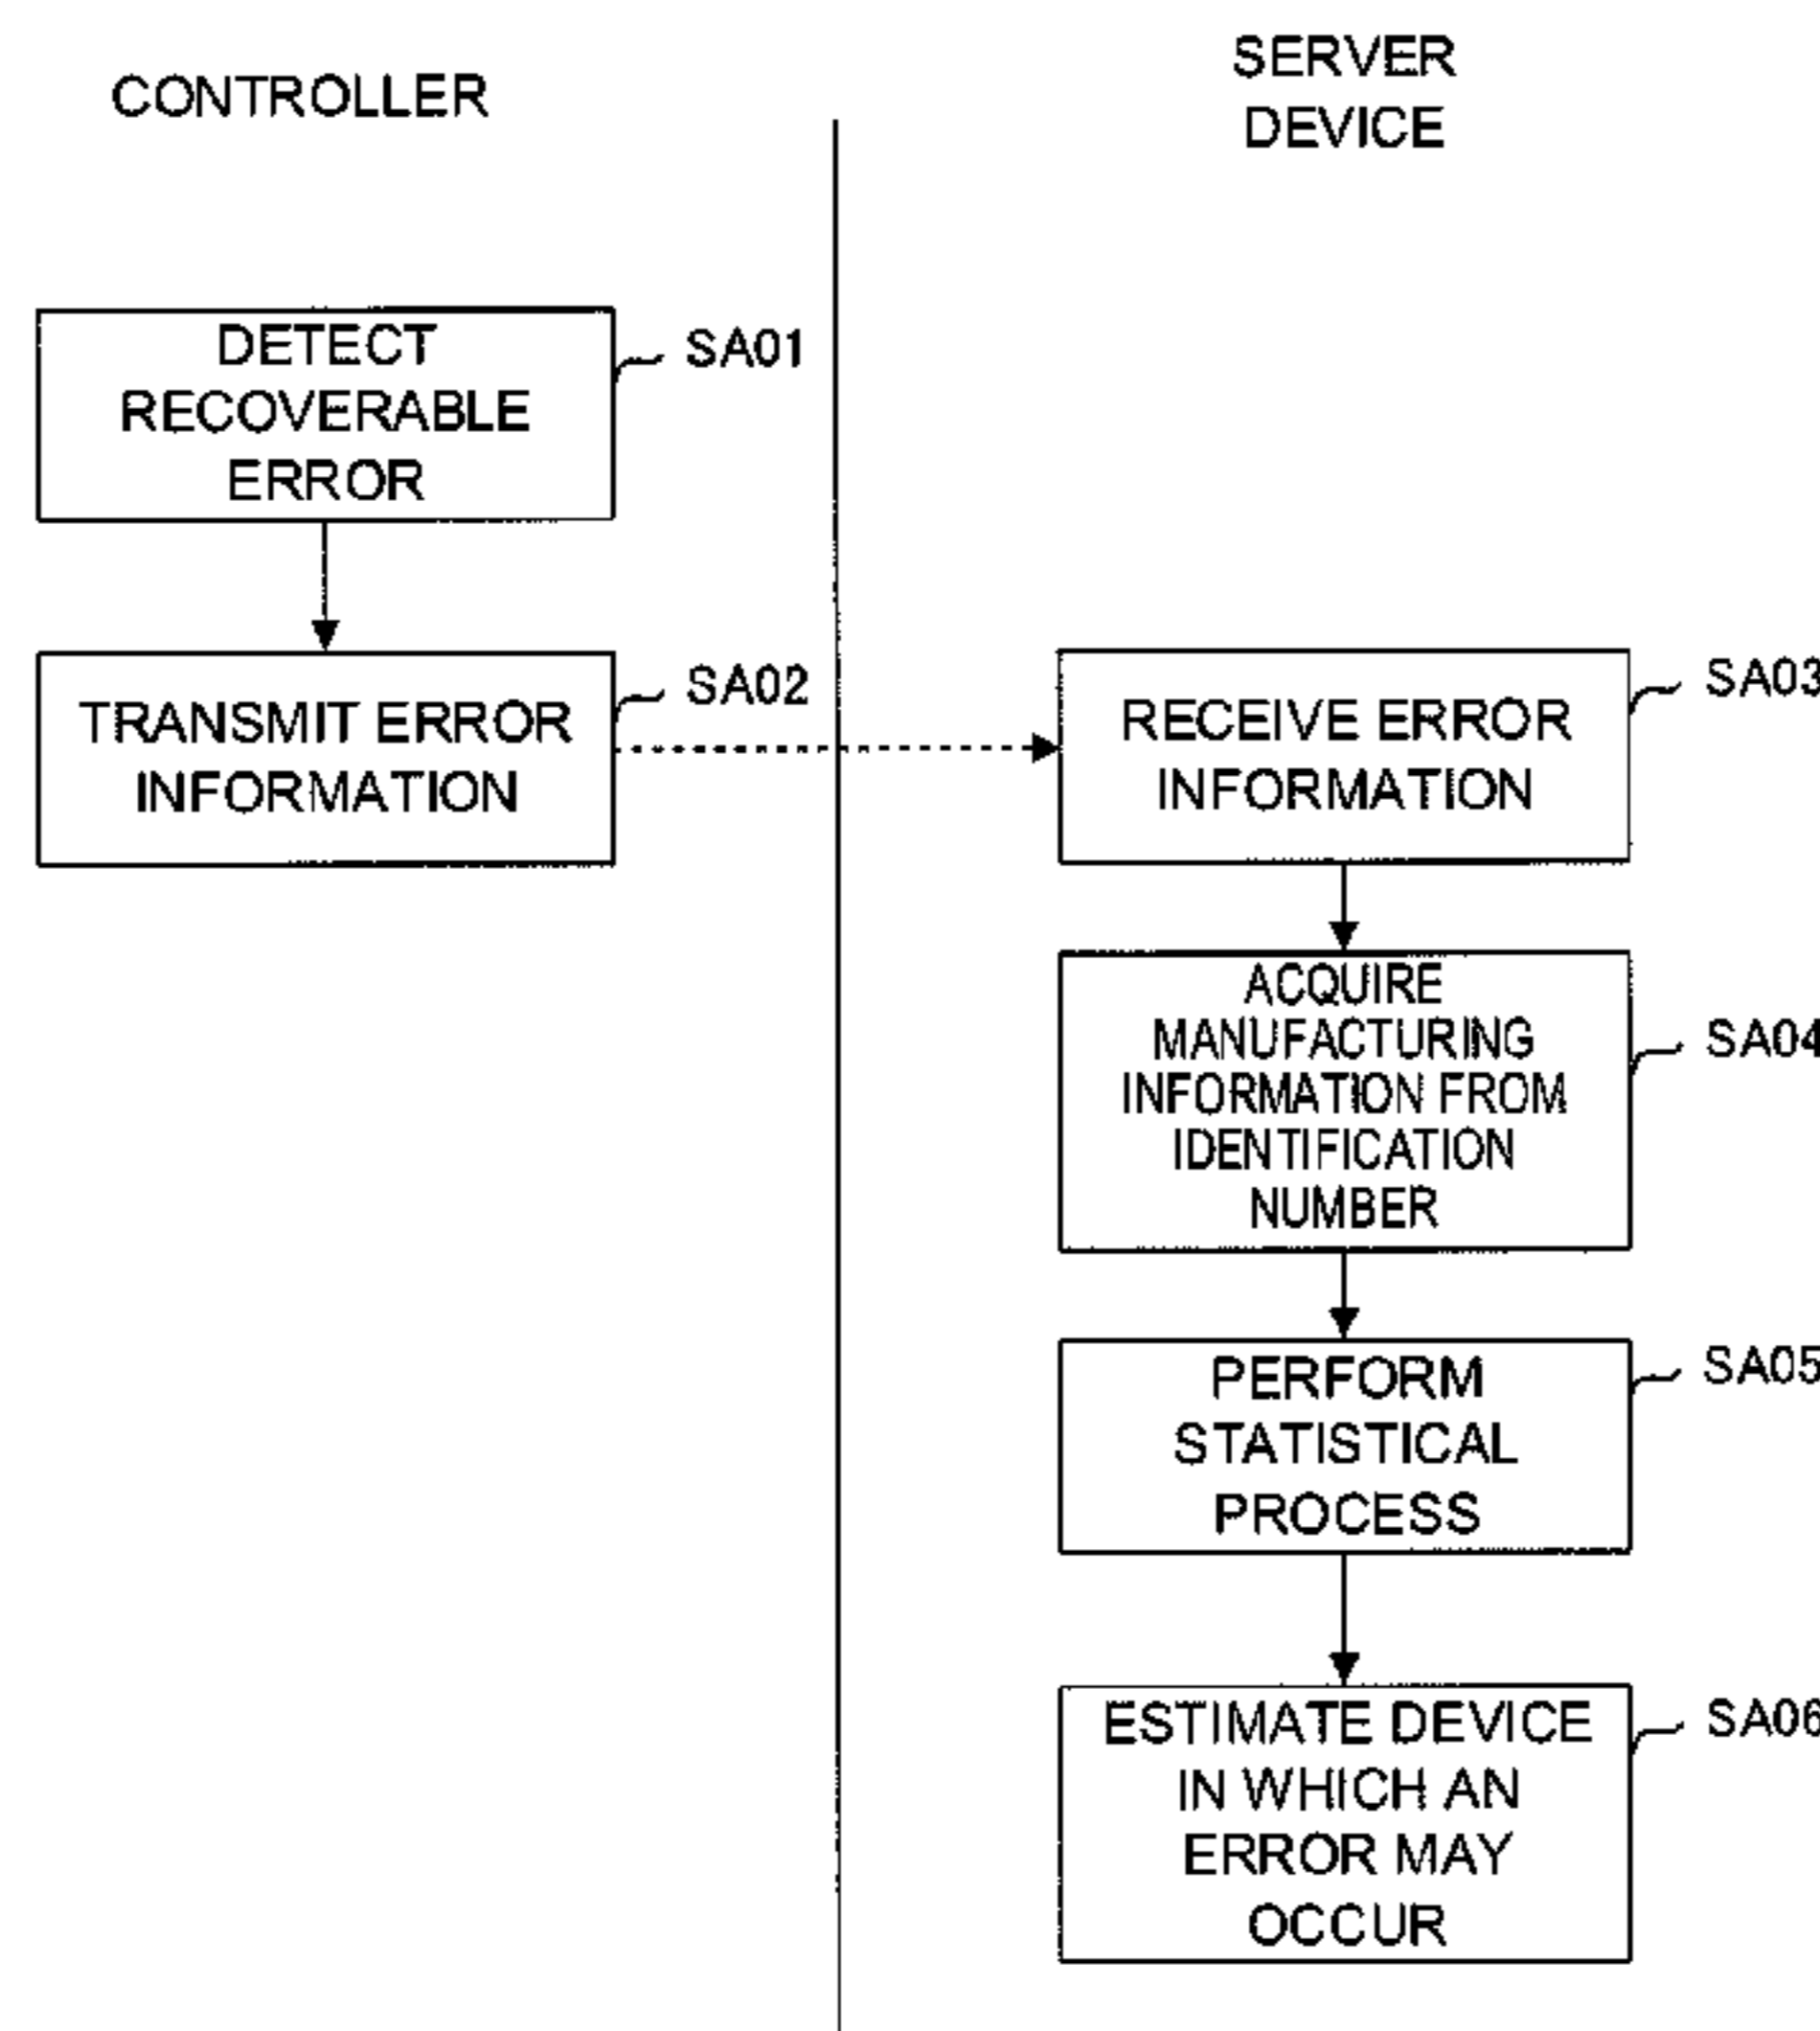 CONTROLLER
SERVER
DEVICE
DETECT
RECOVERABLE
ERROR
SA01
TRANSMIT ERROR
INFORMATION
SA02
RECEIVE ERROR
INFORMATION
SA03
ACQUIRE
MANUFACTURING
INFORMATION FROM
IDENTIFICATION
NUMBER
SA04
PERFORM
STATISTICAL
PROCESS
SA05
ESTIMATE DEVICE
IN WHICH AN
ERROR MAY
OCCUR
SA06